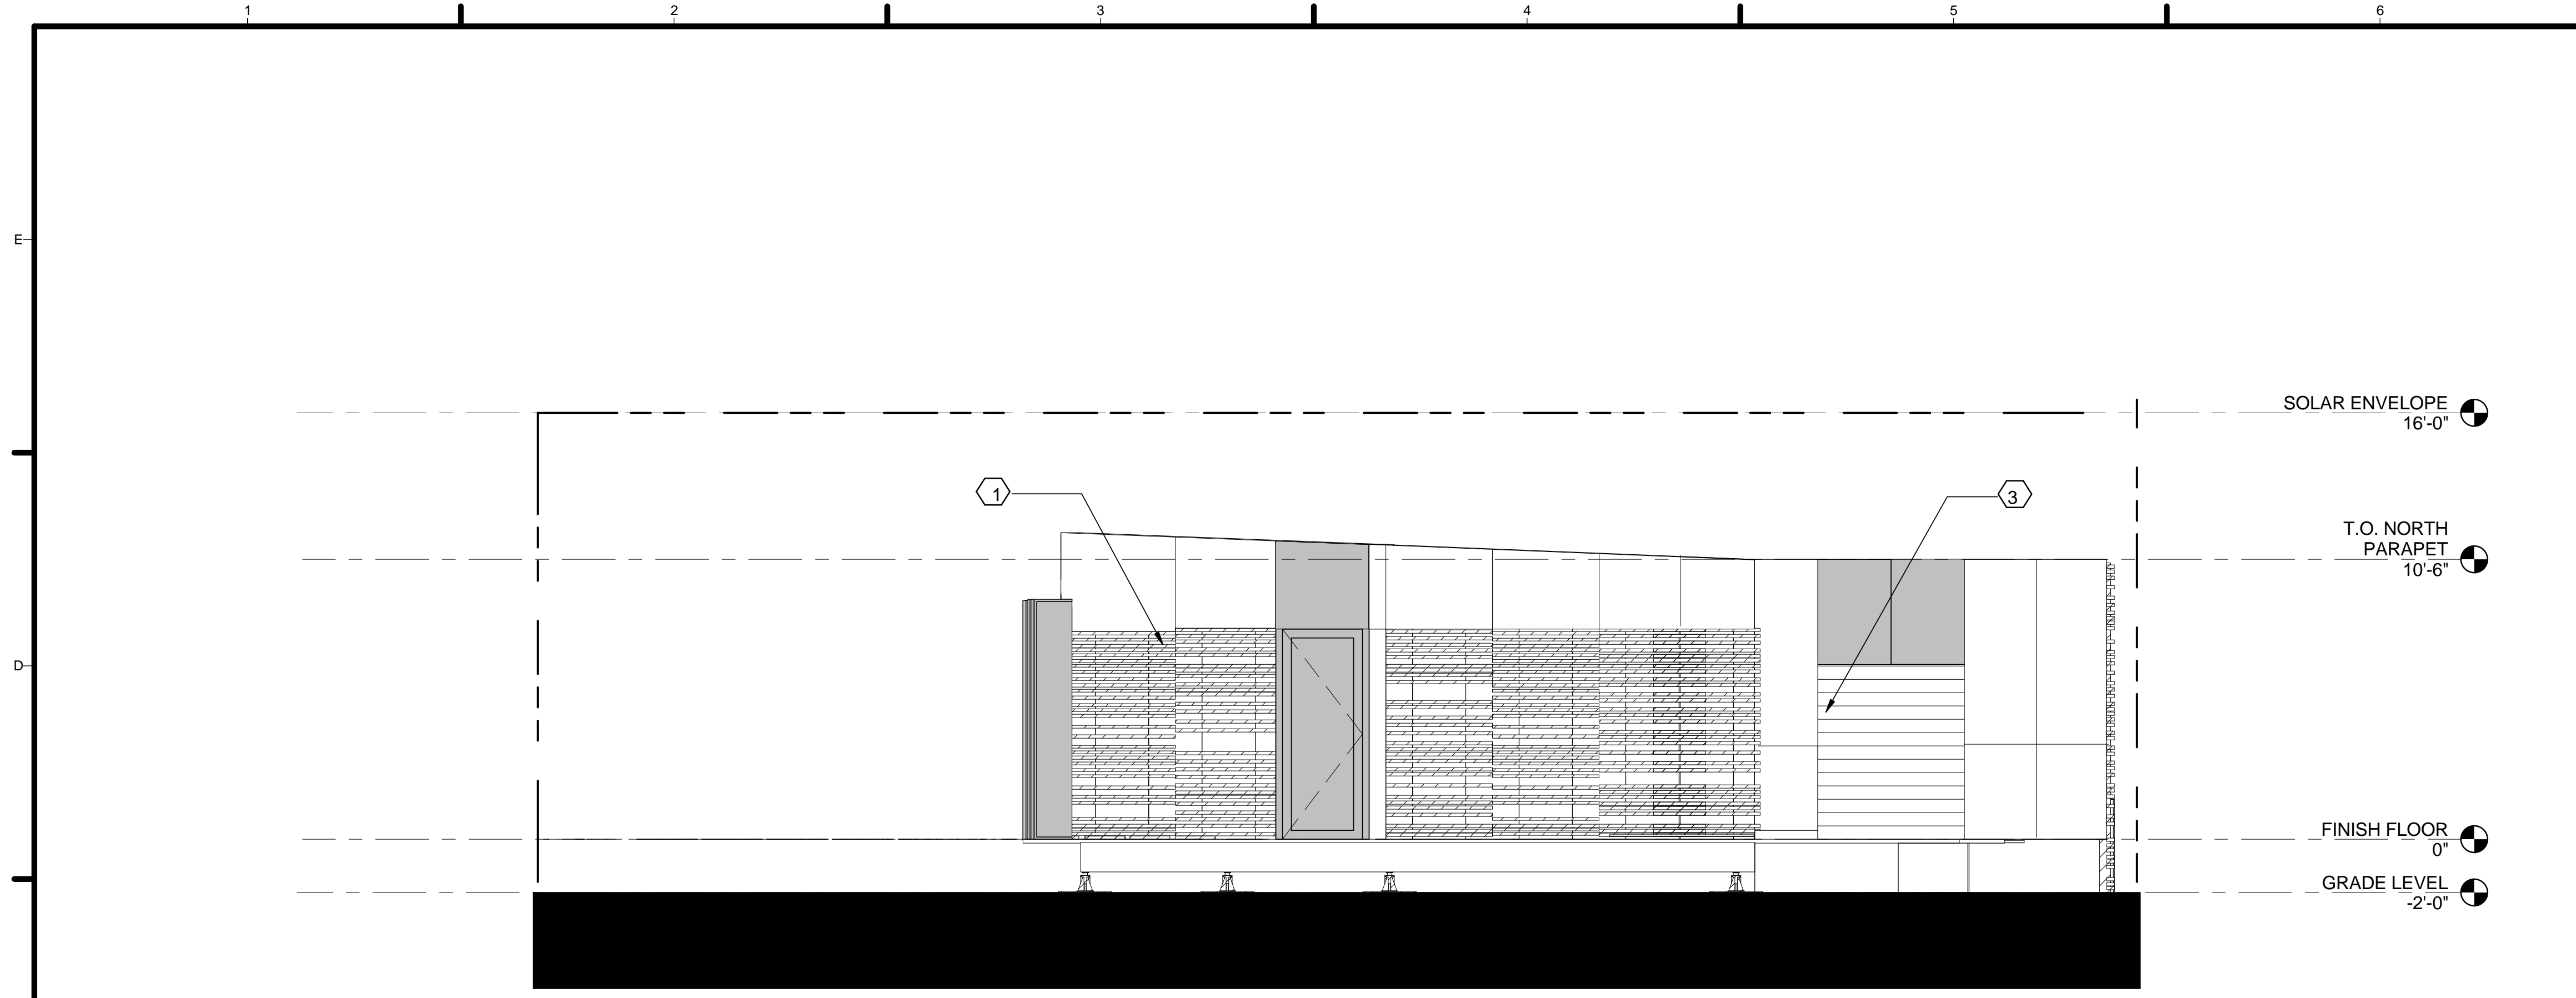 1 2 3 4 5 6
E
SOLAR ENVELOPE
16'-0"
1
3
T.O. NORTH
PARAPET
10'-6"
D
FINISH FLOOR
0"
GRADE LEVEL
-2'-0"